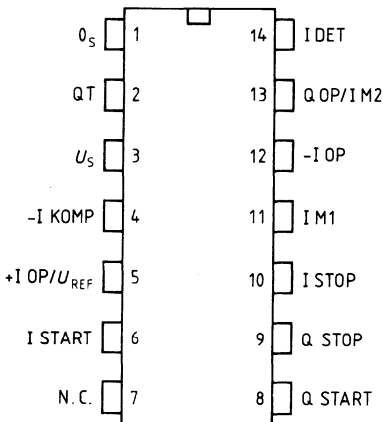 0S 1 14 I DET
QT 2 13 Q OP/I M2
US 3 12 -I OP
-I KOMP 4 11 I M1
+I OP/UREF 5 10 I STOP
I START 6 9 Q STOP
N.C. 7 8 Q START